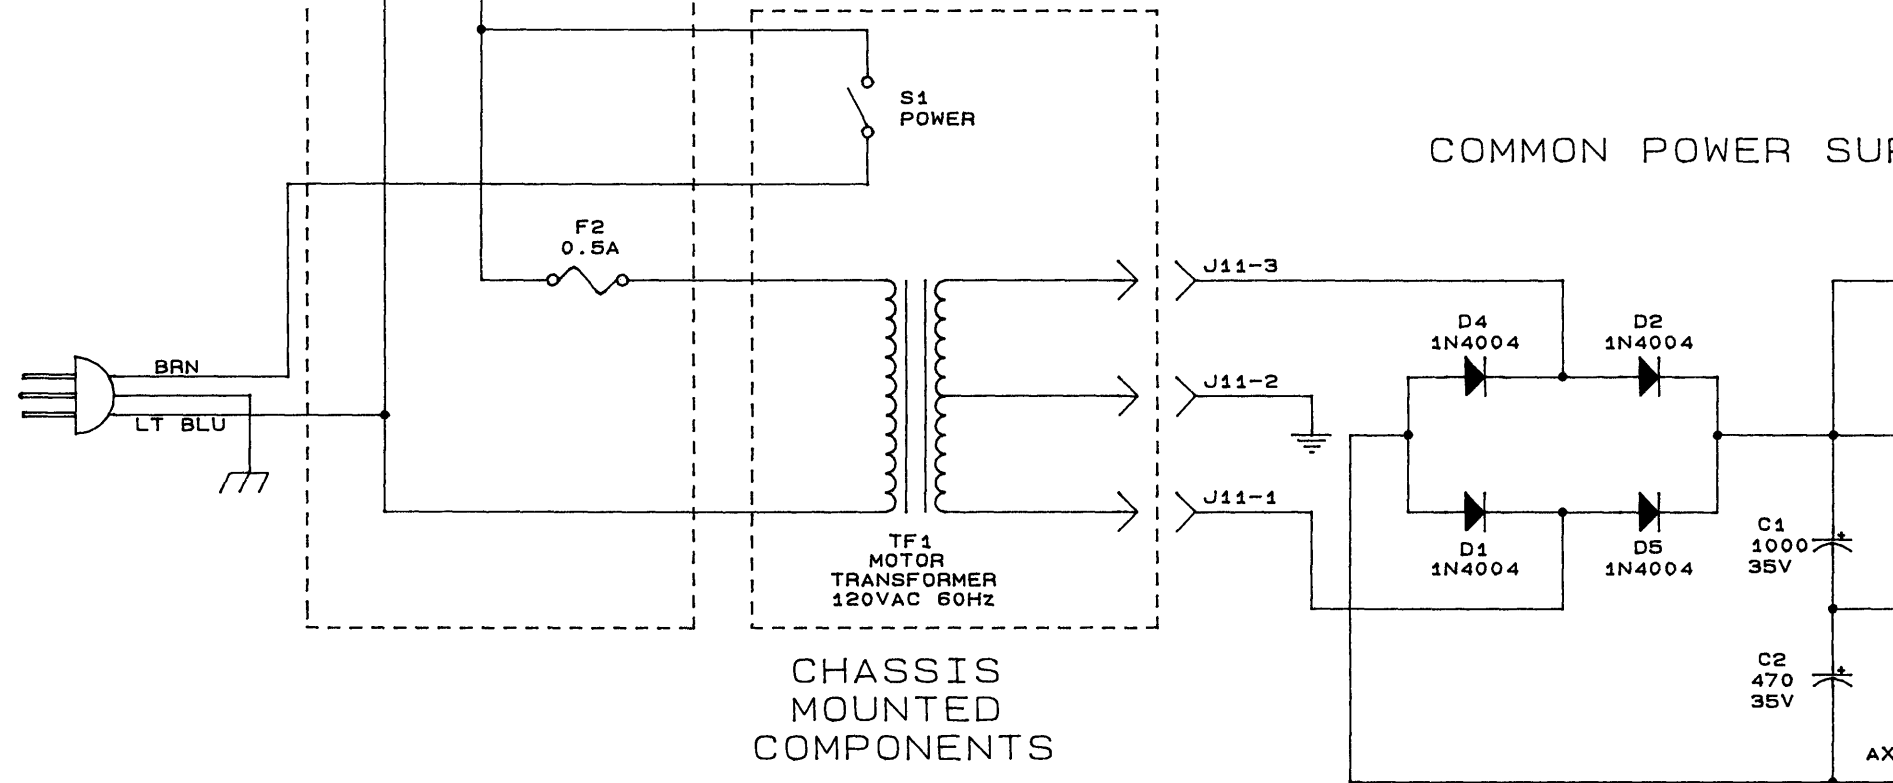 S1
POWER
COMMON POWER SUP
F2
0.5A
J11-3
D4
1N4004
D2
1N4004
BRN
J11-2
LT BLU
J11-1
TF1
MOTOR
TRANSFORMER
120VAC 60Hz
D1
1N4004
D5
1N4004
C1
1000
35V
+
C2
470
35V
+
CHASSIS
MOUNTED
COMPONENTS
AX